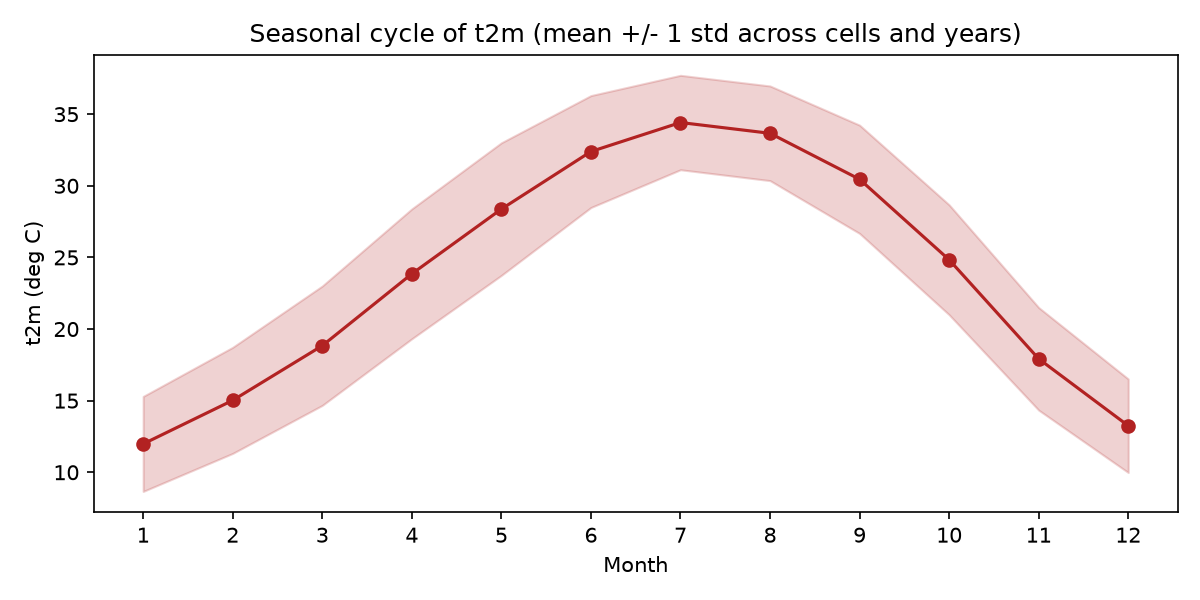 Seasonal cycle of t2m (mean +/- 1 std across cells and years)
t2m (deg C)
35
30
25
20
15
10
1 2 3 4 5 6 7 8 9 10 11 12
Month